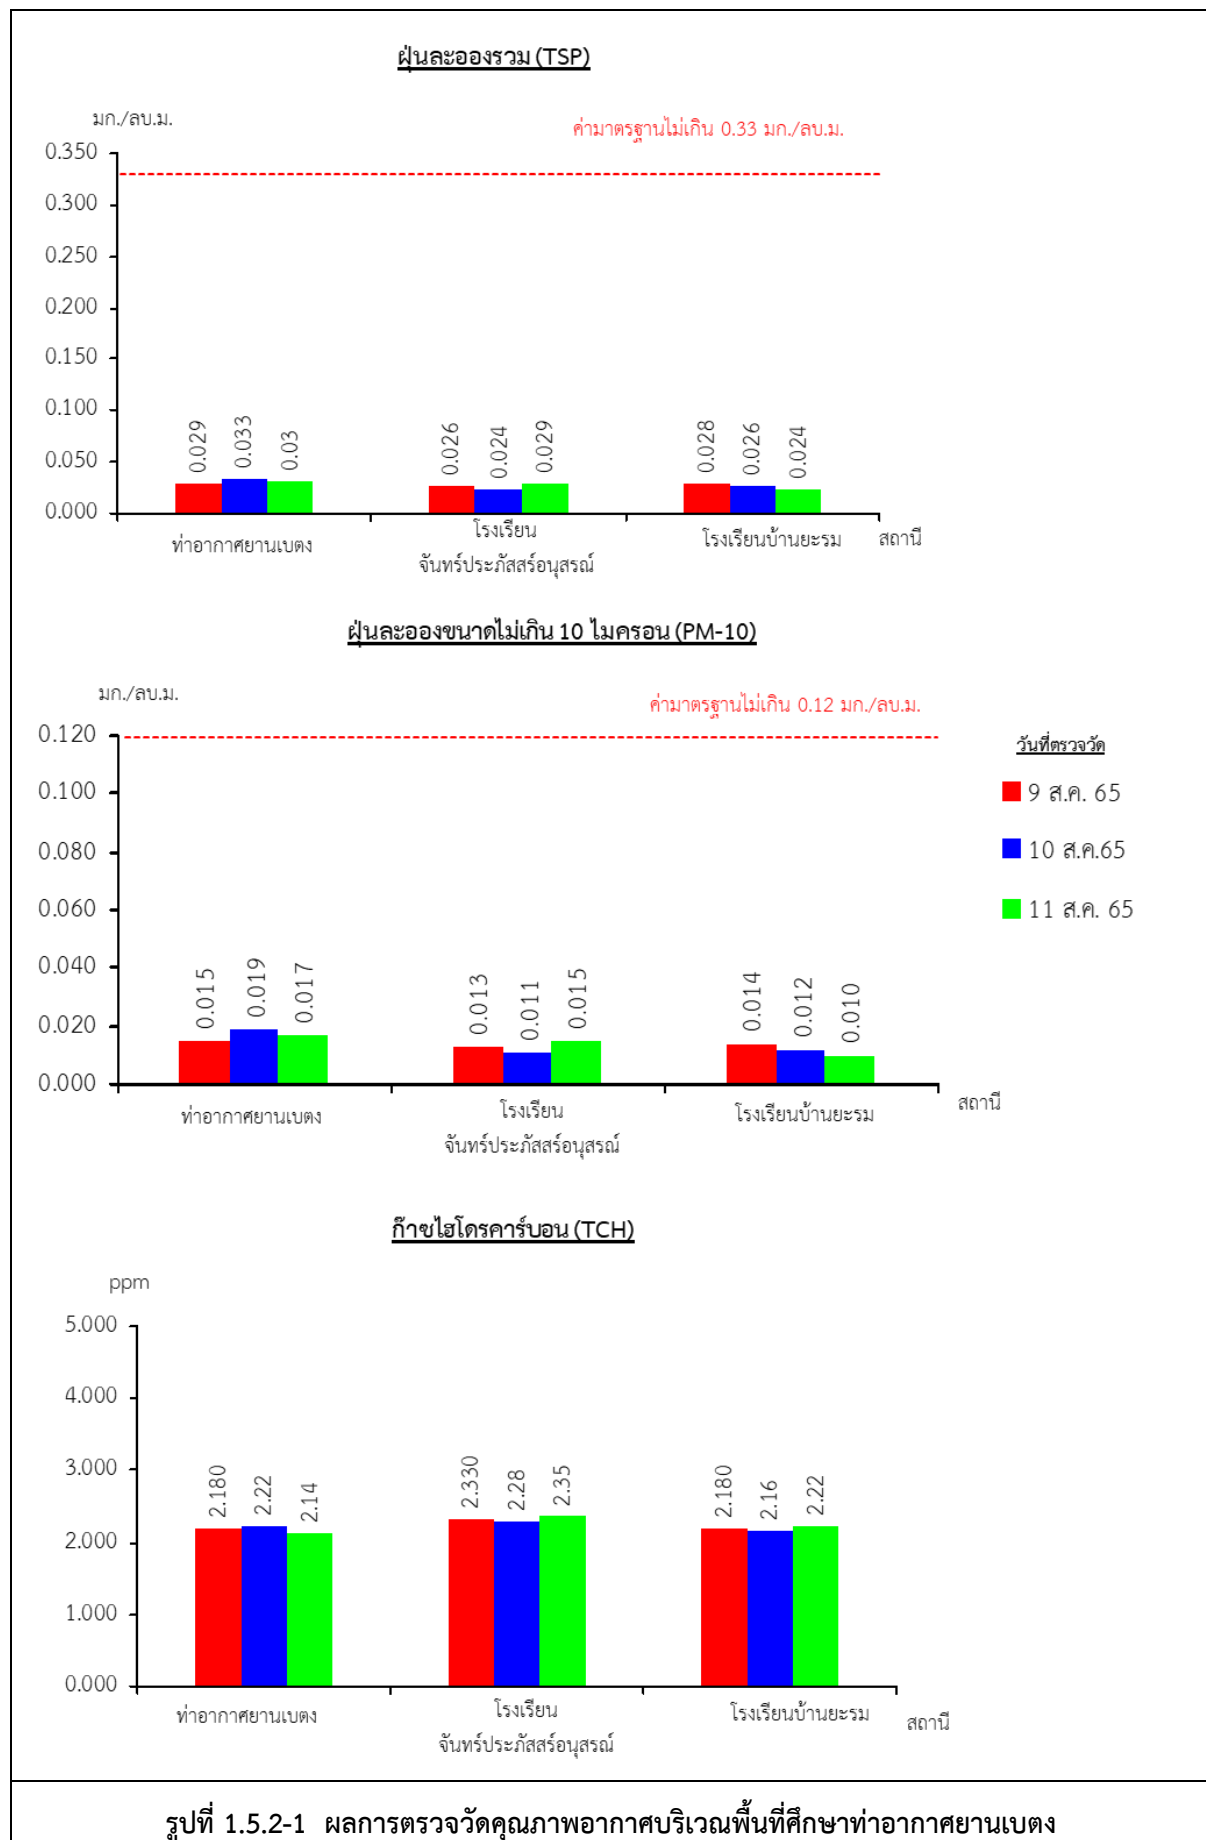 ฝุ่นละอองรวม (TSP)
มก./ลบ.ม.
ค่ามาตรฐานไม่เกิน 0.33 มก./ลบ.ม.
0.350
0.300
0.250
0.200
0.150
0.100
0.050
0.000
0.029
0.033
0.03
0.026
0.024
0.029
0.028
0.026
0.024
ท่าอากาศยานเบตง
โรงเรียน
จันทร์ประภัสสร์อนุสรณ์
โรงเรียนบ้านยะรม
สถานี
ฝุ่นละอองขนาดไม่เกิน 10 ไมครอน (PM-10)
มก./ลบ.ม.
ค่ามาตรฐานไม่เกิน 0.12 มก./ลบ.ม.
0.120
0.100
0.080
0.060
0.040
0.020
0.000
0.015
0.019
0.017
0.013
0.011
0.015
0.014
0.012
0.010
ท่าอากาศยานเบตง
โรงเรียน
จันทร์ประภัสสร์อนุสรณ์
โรงเรียนบ้านยะรม
สถานี
วันที่ตรวจวัด
9 ส.ค. 65
10 ส.ค.65
11 ส.ค. 65
ก๊าซไฮโดรคาร์บอน (TCH)
ppm
5.000
4.000
3.000
2.000
1.000
0.000
2.180
2.22
2.14
2.330
2.28
2.35
2.180
2.16
2.22
ท่าอากาศยานเบตง
โรงเรียน
จันทร์ประภัสสร์อนุสรณ์
โรงเรียนบ้านยะรม
สถานี
รูปที่ 1.5.2-1 ผลการตรวจวัดคุณภาพอากาศบริเวณพื้นที่ศึกษาท่าอากาศยานเบตง